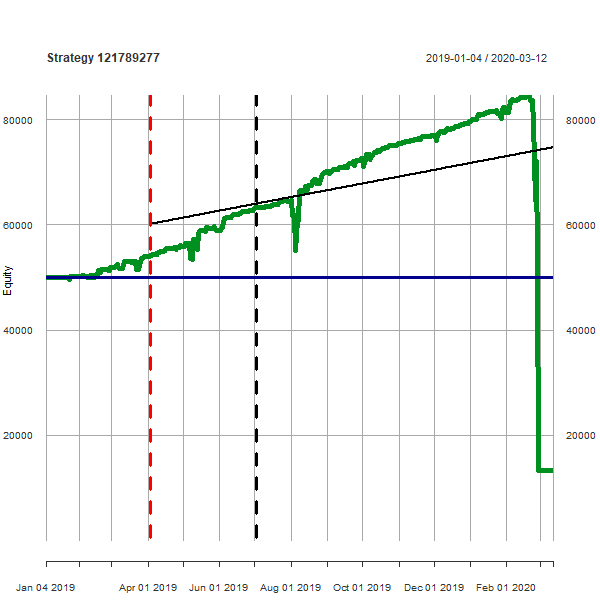 Strategy 121789277
2019-01-04 / 2020-03-12
80000
80000
60000
60000
Equity
40000
40000
20000
20000
Jan 04 2019
Apr 01 2019
Jun 01 2019
Aug 01 2019
Oct 01 2019
Dec 01 2019
Feb 01 2020